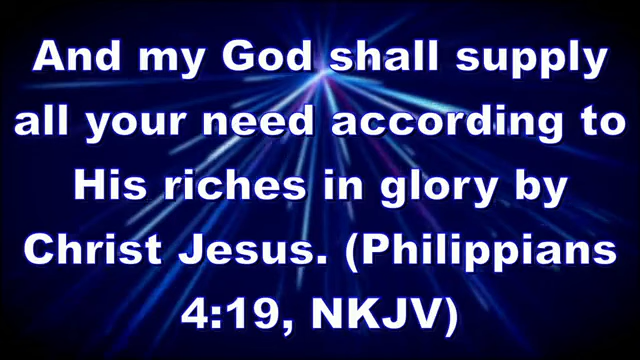 And my God shall supply
all your need according to
His riches in glory by
Christ Jesus. (Philippians
4:19, NKJV)